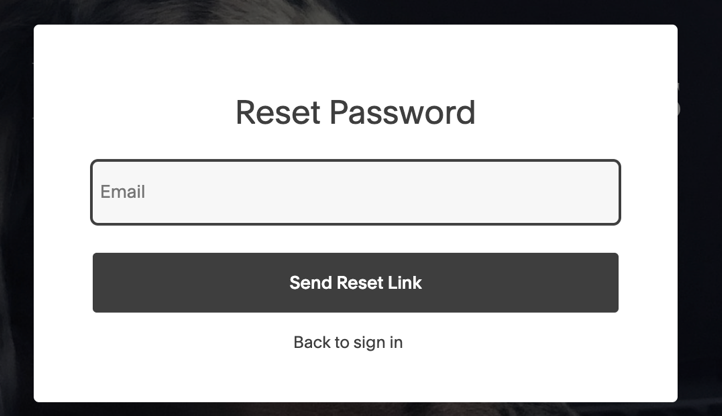 Reset Password
Email
Send Reset Link
Back to sign in